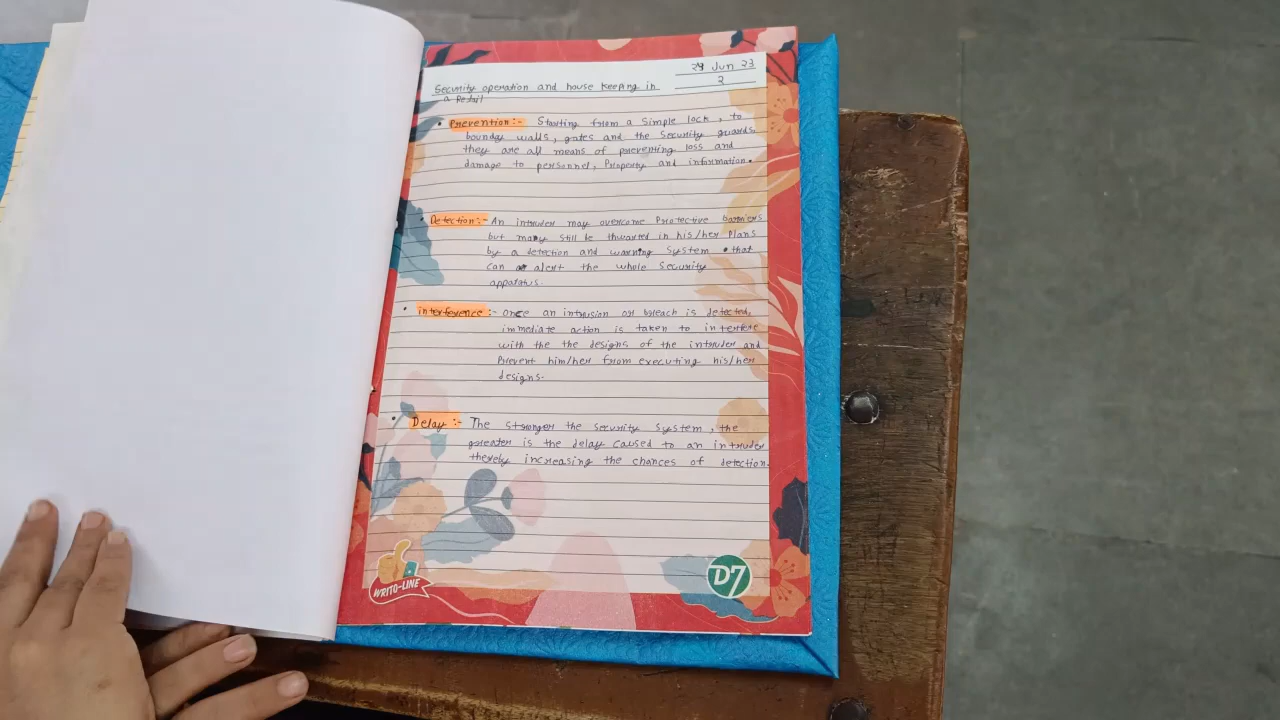 Jun 23
2
Security operation and house keeping in
a Retail
• Prevention:- Starting from a simple lock, to
boundy walls, gates and the security guards.
they are all means of preventing loss and
damage to personnel, Property and information.
• Detection:- An intruder may overcome Protective barriers
but many still be thwarted in his/her Plans
by a detection and warning system that
can alert the whole security
apparatus.
• interference:- once an intrusion or breach is detected,
immediate action is taken to interfere
with the the designs of the intruder and
Prevent him/her from executing his/her
designs.
• Delay:- The stronger the security system, the
greater is the delay caused to an intruder
thereby increasing the chances of detection.
WRITO-LINE
D7